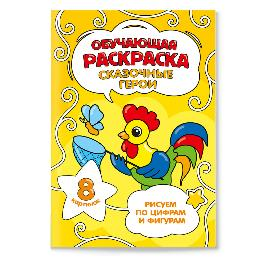 ОБУЧАЮЩАЯ
РАСКРАСКА
СКАЗОЧНЫЕ
ГЕРОИ
8
картинок
РИСУЕМ
ПО ЦИФРАМ
И ФИГУРАМ